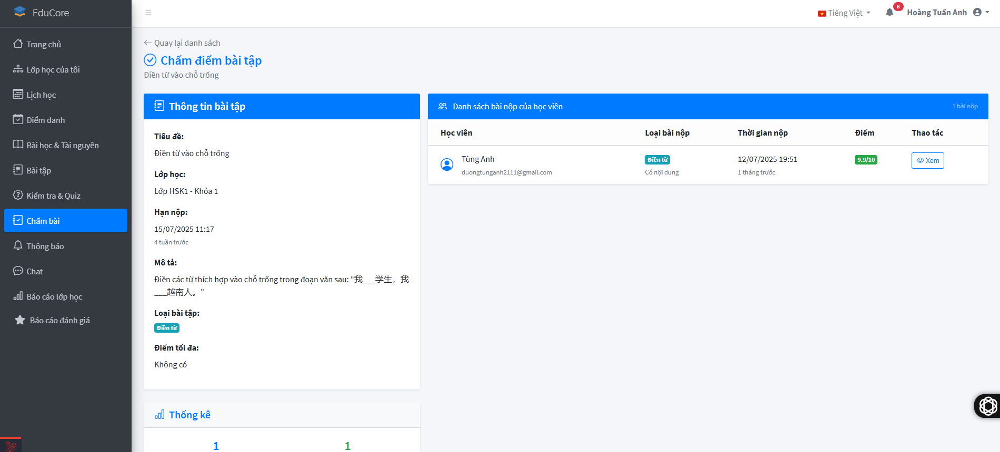 EduCore
Tiếng Việt
6
Hoàng Tuấn Anh
Trang chủ
Lớp học của tôi
Lịch học
Điểm danh
Bài học & Tài nguyên
Bài tập
Kiểm tra & Quiz
Chấm bài
Thông báo
Chat
Báo cáo lớp học
Báo cáo đánh giá
← Quay lại danh sách
Chấm điểm bài tập
Điền từ vào chỗ trống
Thông tin bài tập
Tiêu đề:
Điền từ vào chỗ trống
Lớp học:
Lớp HSK1 - Khóa 1
Hạn nộp:
15/07/2025 11:17
4 tuần trước
Mô tả:
Điền các từ thích hợp vào chỗ trống trong đoạn văn sau: "我___学生，我
___越南人。"
Loại bài tập:
Điền từ
Điểm tối đa:
Không có
Thống kê
1 1
Danh sách bài nộp của học viên 1 bài nộp
Học viên Loại bài nộp Thời gian nộp Điểm Thao tác
Tùng Anh Điền từ 12/07/2025 19:51 9.9/10 Xem
duongtunganh2111@gmail.com Có nội dung 1 tháng trước